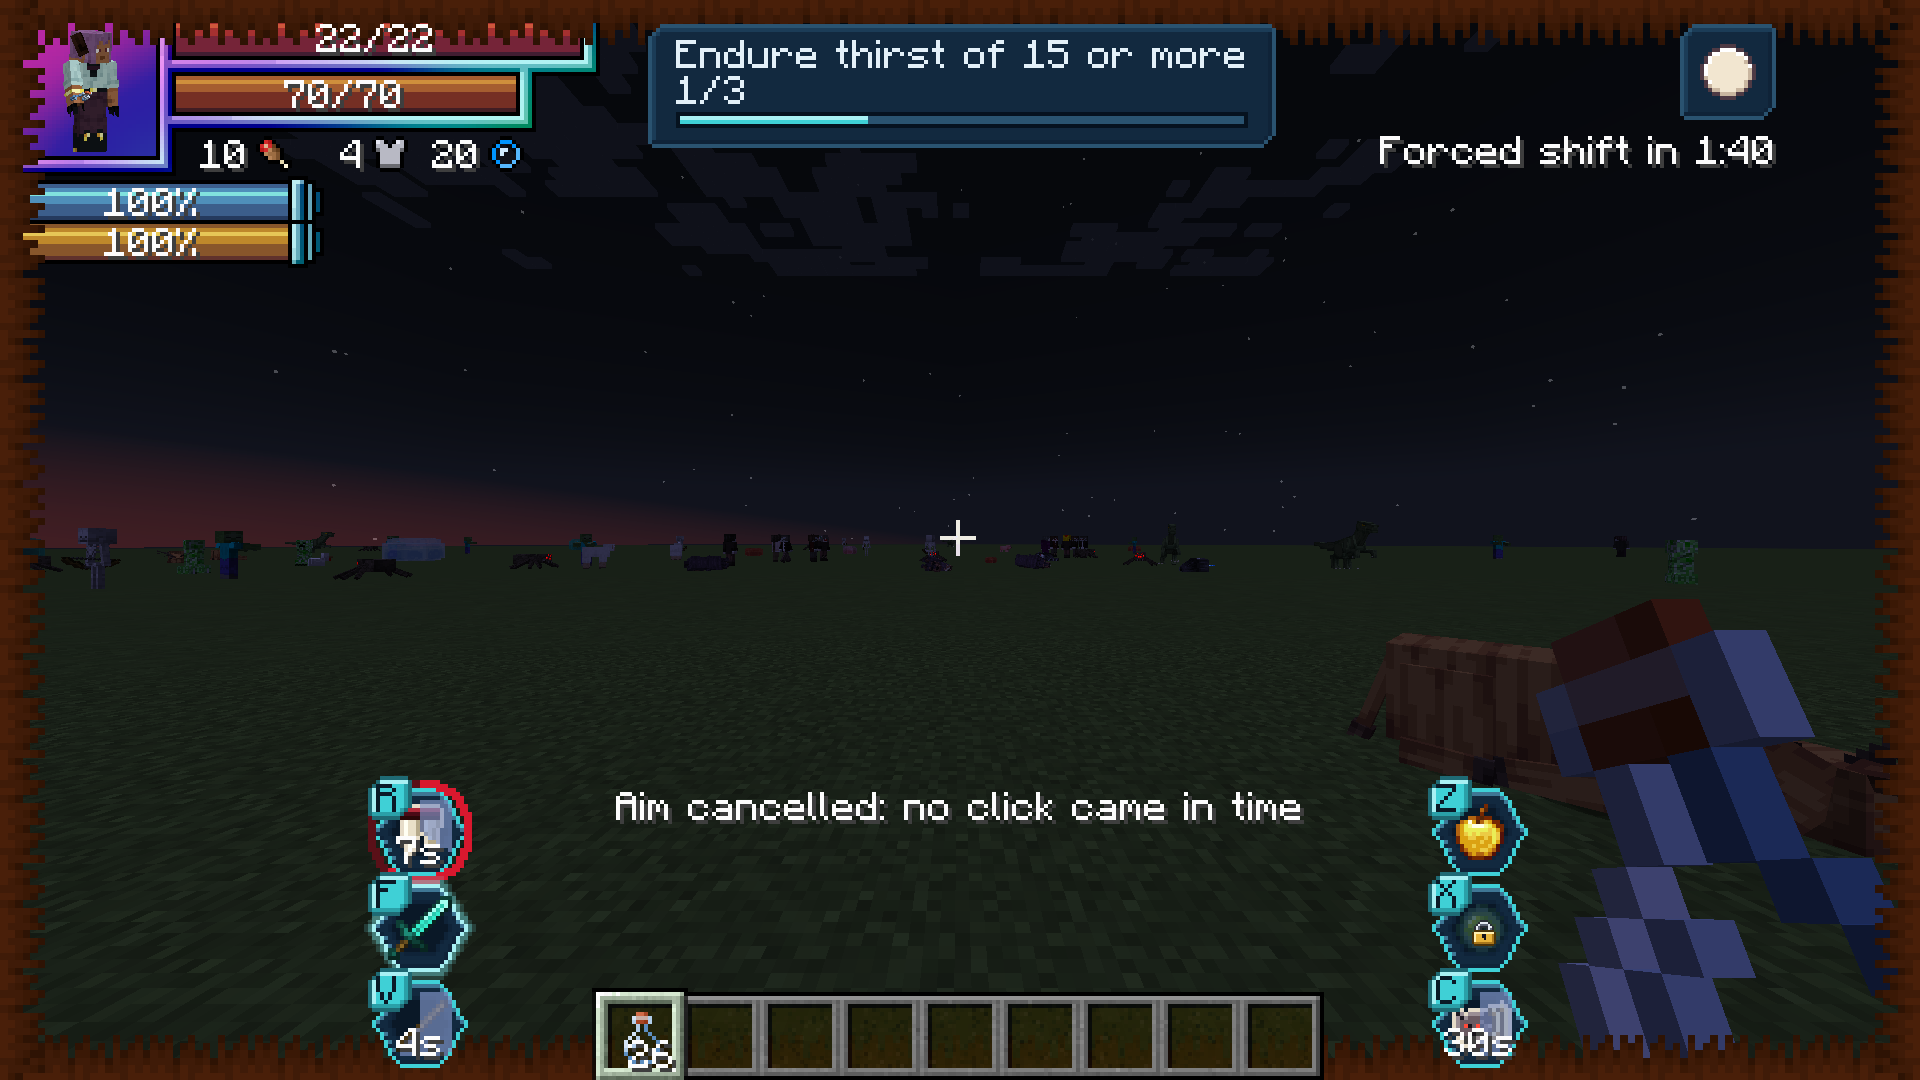 22/22
70/70
10 4 20
100%
100%
Endure thirst of 15 or more
1/3
Forced shift in 1:40
Aim cancelled: no click came in time
R
7s
F
V
4s
26
Z
X
C
30s